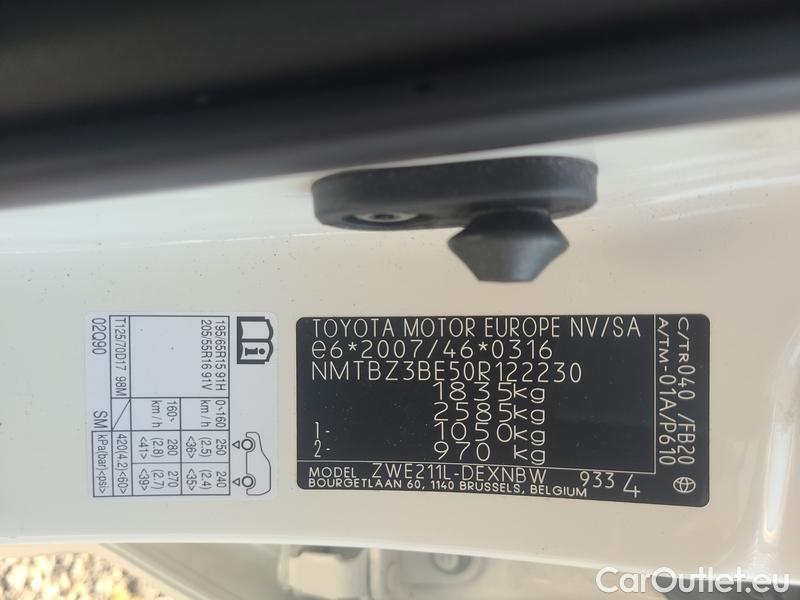 TOYOTA MOTOR EUROPE NV/SA
e6*2007/46*0316
NMTBZ3BE50R122230
1835kg
2585kg
1- 1050kg
2- 970 kg
MODEL ZWE211L-DEXNBW 933 4
BOURGETLAAN 60, 1140 BRUSSELS, BELGIUM
C/TR040 /FB20
A/TM-01A/P610
195/65R15 91H
205/55R16 91V
0-160 km/h
250 (2.5) <36>
240 (2.4) <35>
160- km/h
280 (2.8) <41>
270 (2.7) <39>
T125/70D17 98M
420(4.2)<60>
02Q90
SM kPa(bar)<psi>
CarOutlet.eu